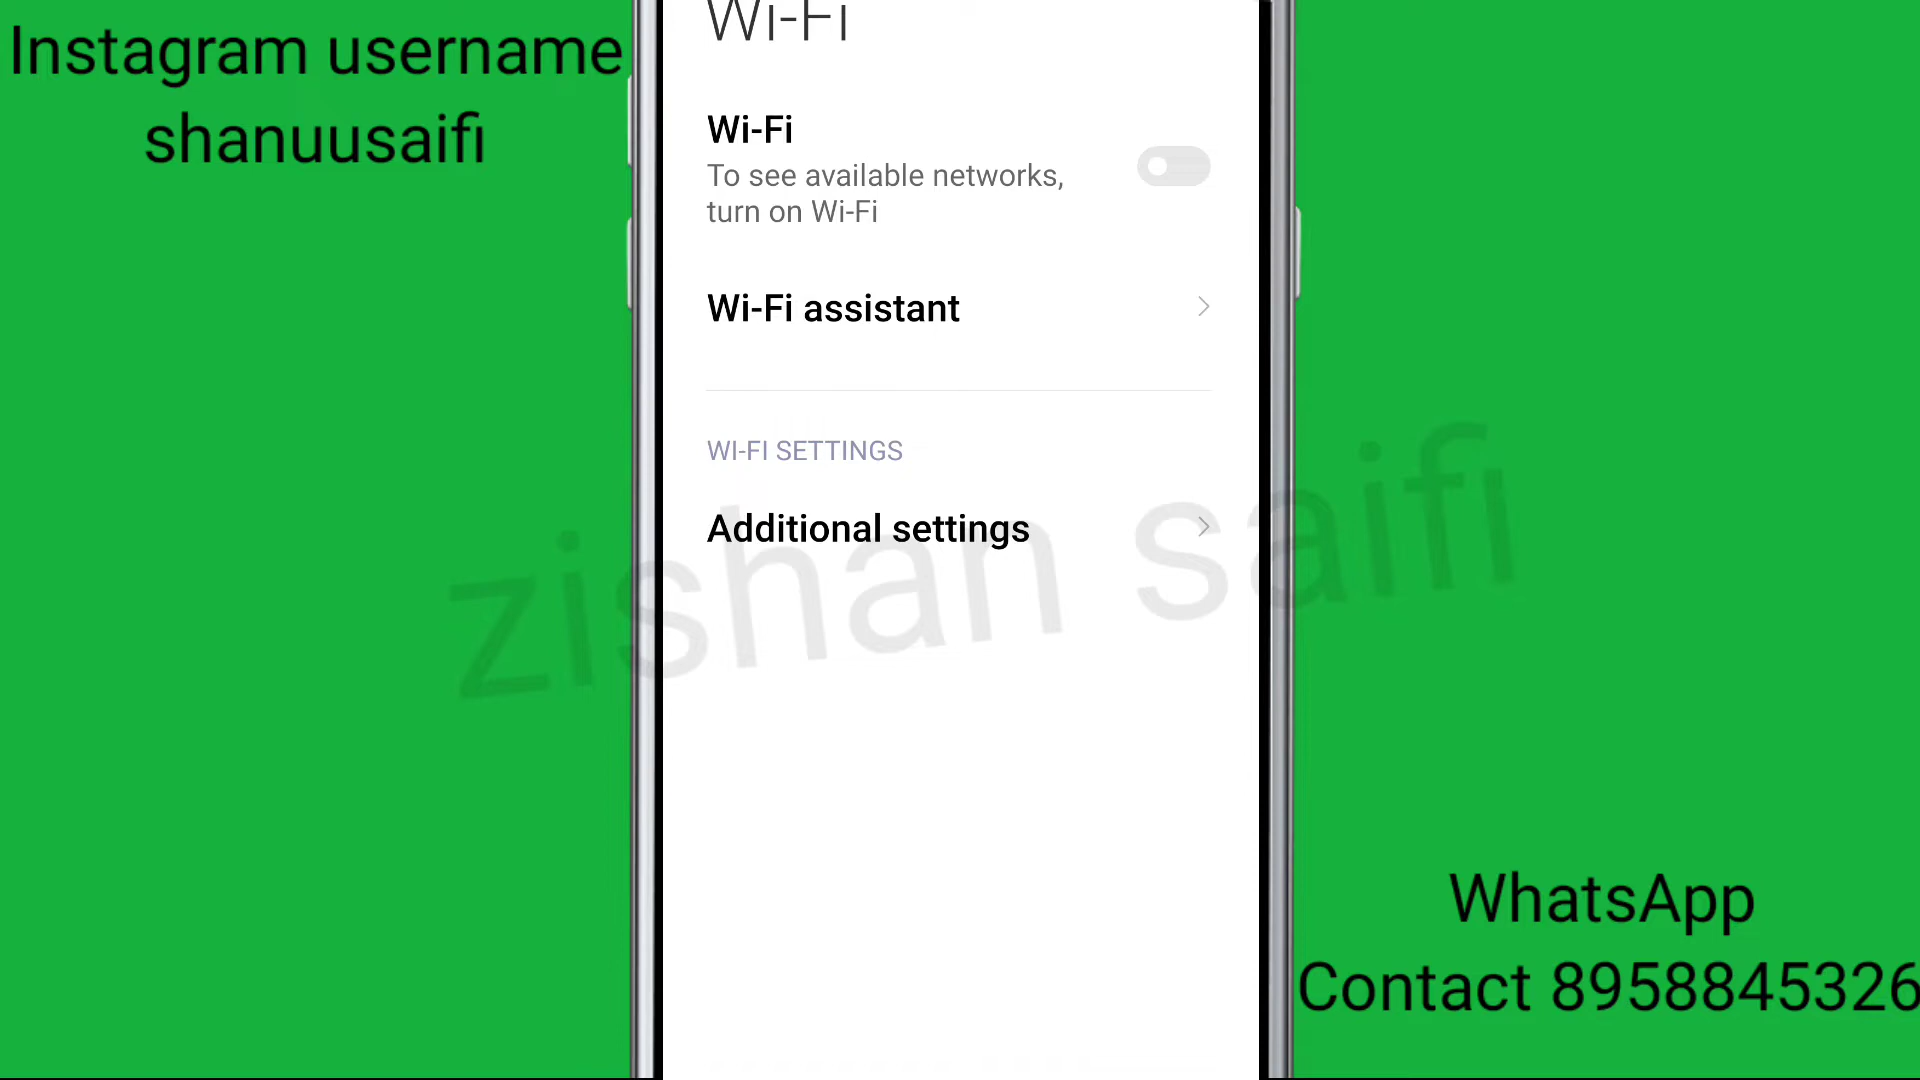 Instagram username
shanuusaifi
Wi-Fi
Wi-Fi
To see available networks,
turn on Wi-Fi
Wi-Fi assistant
WI-FI SETTINGS
Additional settings
zishan saifi
WhatsApp
Contact 8958845326